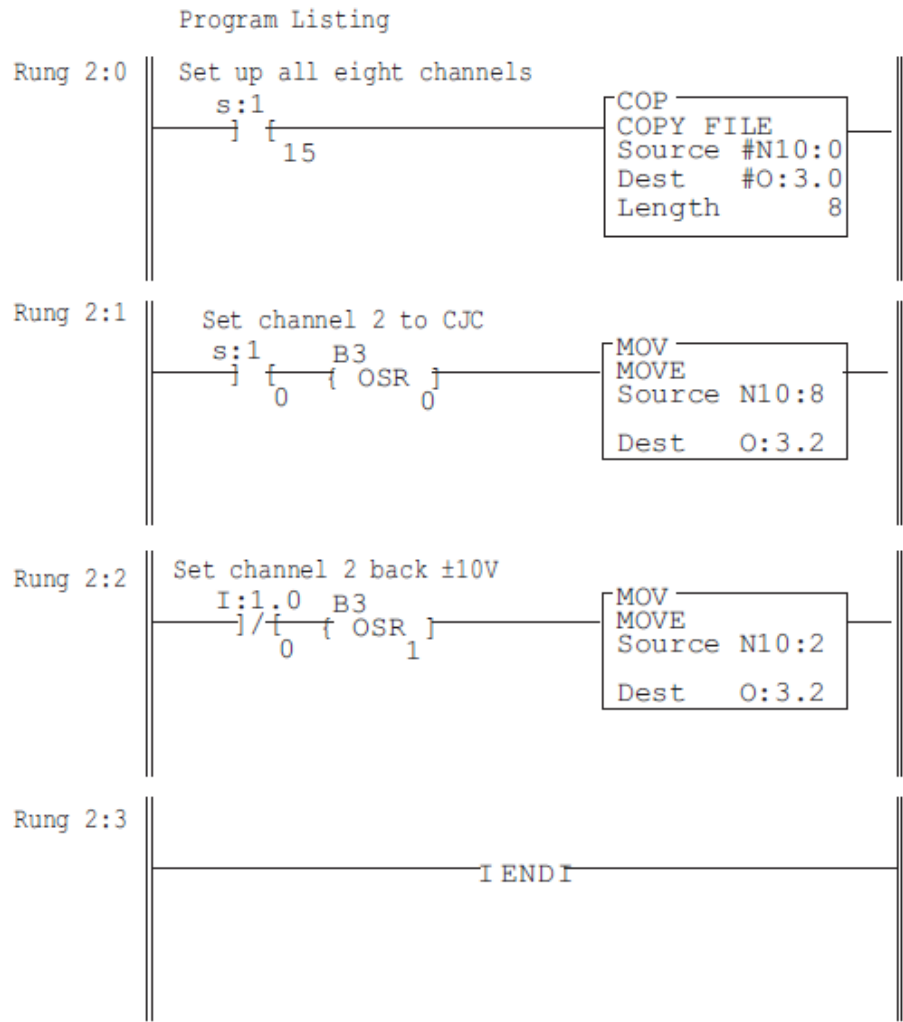 Program Listing
Rung 2:0
Set up all eight channels
s:1
] [
15
COP
COPY FILE
Source #N10:0
Dest #O:3.0
Length 8
Rung 2:1
Set channel 2 to CJC
s:1 B3
] [ [ OSR ]
0 0
MOV
MOVE
Source N10:8
Dest O:3.2
Rung 2:2
Set channel 2 back ±10V
I:1.0 B3
]/[ [ OSR ]
0 1
MOV
MOVE
Source N10:2
Dest O:3.2
Rung 2:3
I ENDI